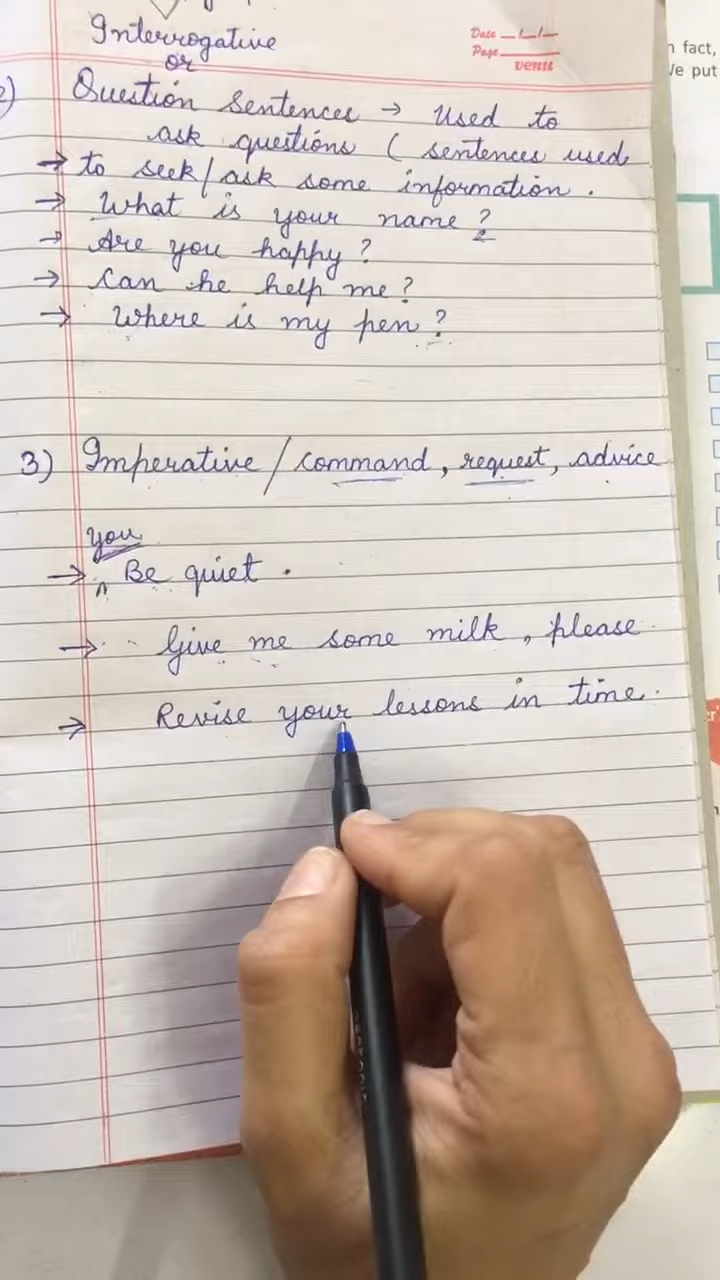 Interrogative
or
Date _/_/_
Page
venus
2) Question Sentences → Used to
ask questions ( sentences used
→ to seek/ask some information.
→ What is your name?
→ Are you happy?
→ Can he help me?
→ Where is my pen?
3) Imperative / command, request, advice
you
→ ^ Be quiet.
→ Give me some milk, please.
→ Revise your lessons in time.
fact,
We put